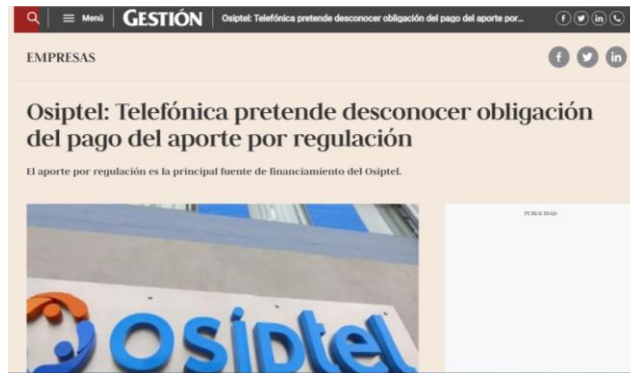 Menú GESTIÓN Osiptel: Telefónica pretende desconocer obligación del pago del aporte por...
EMPRESAS
Osiptel: Telefónica pretende desconocer obligación
del pago del aporte por regulación
El aporte por regulación es la principal fuente de financiamiento del Osiptel.
PUBLICIDAD
osiptel